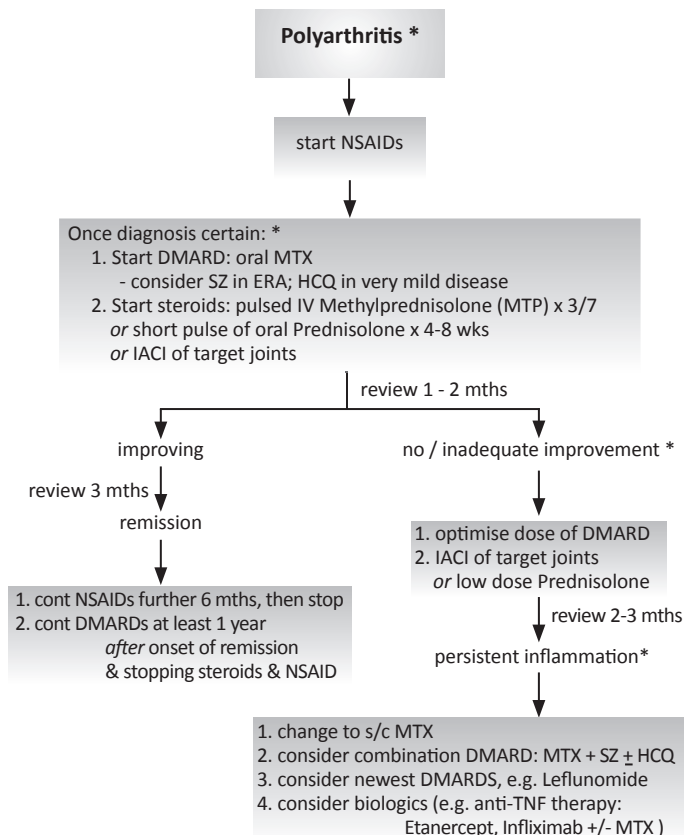 Polyarthritis *
start NSAIDs
Once diagnosis certain: *
1. Start DMARD: oral MTX
- consider SZ in ERA; HCQ in very mild disease
2. Start steroids: pulsed IV Methylprednisolone (MTP) x 3/7
or short pulse of oral Prednisolone x 4-8 wks
or IACI of target joints
review 1 - 2 mths
improving
review 3 mths
remission
1. cont NSAIDs further 6 mths, then stop
2. cont DMARDs at least 1 year
after onset of remission
& stopping steroids & NSAID
no / inadequate improvement *
1. optimise dose of DMARD
2. IACI of target joints
or low dose Prednisolone
review 2-3 mths
persistent inflammation*
1. change to s/c MTX
2. consider combination DMARD: MTX + SZ ± HCQ
3. consider newest DMARDS, e.g. Leflunomide
4. consider biologics (e.g. anti-TNF therapy:
Etanercept, Infliximab +/- MTX )